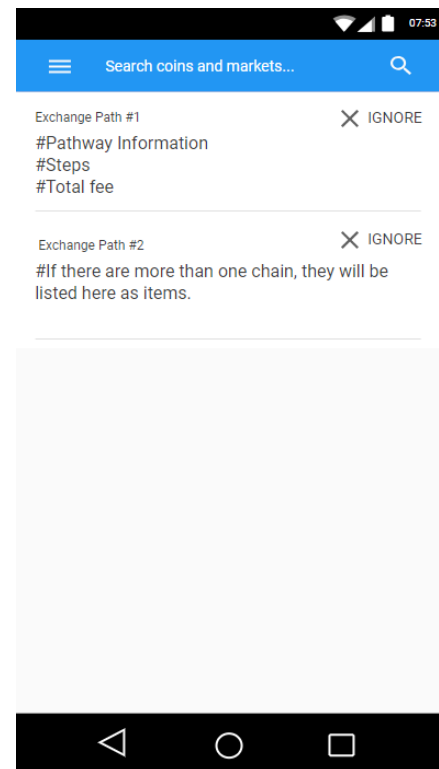 07:53
Search coins and markets...
Exchange Path #1
IGNORE
#Pathway Information
#Steps
#Total fee
Exchange Path #2
IGNORE
#If there are more than one chain, they will be
listed here as items.